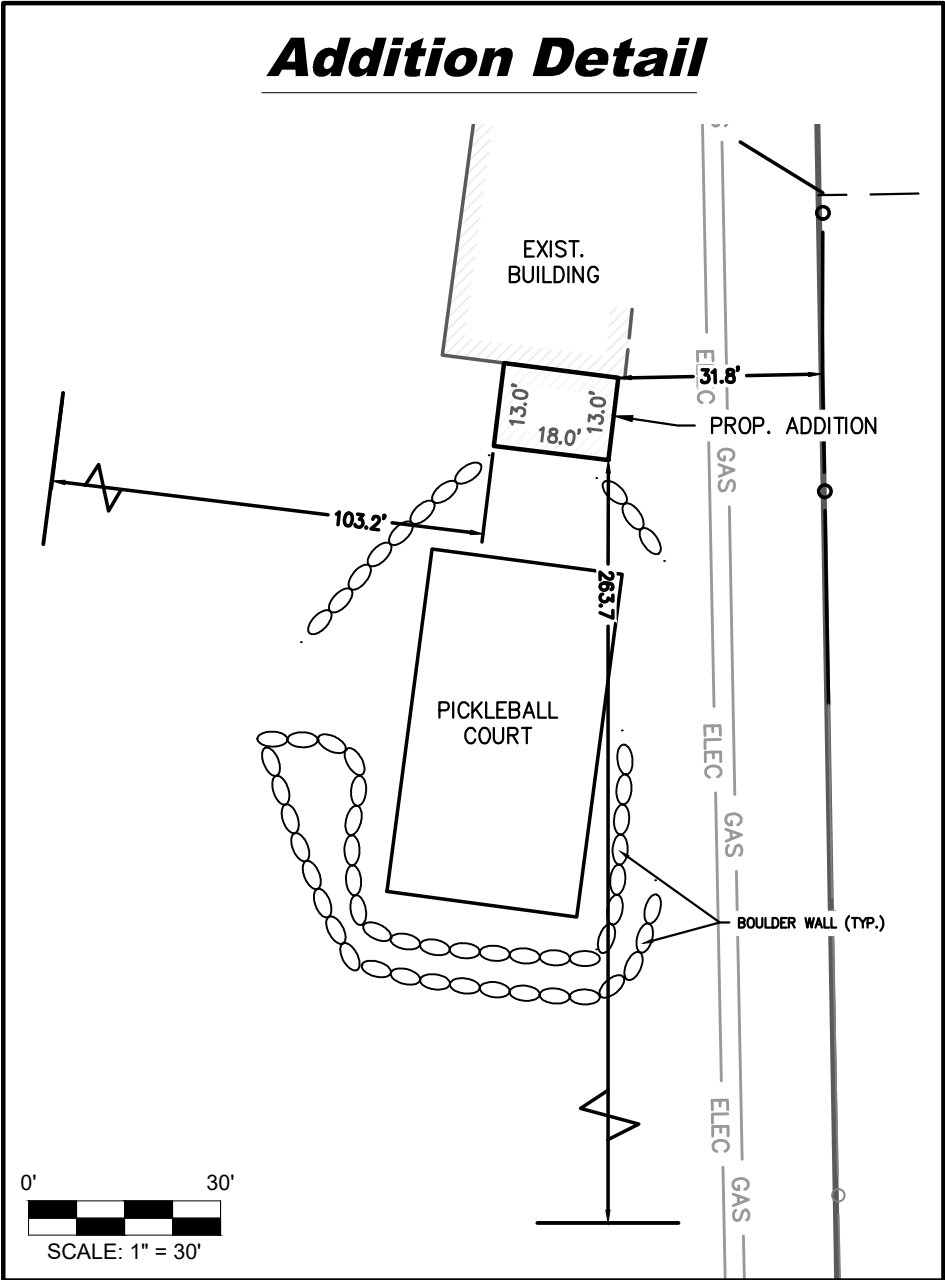 Addition Detail
EXIST.
BUILDING
31.8'
ELEC
13.0'
13.0'
18.0'
PROP. ADDITION
GAS
103.2'
263.7
PICKLEBALL
COURT
ELEC
GAS
BOULDER WALL (TYP.)
ELEC
GAS
0' 30'
SCALE: 1" = 30'